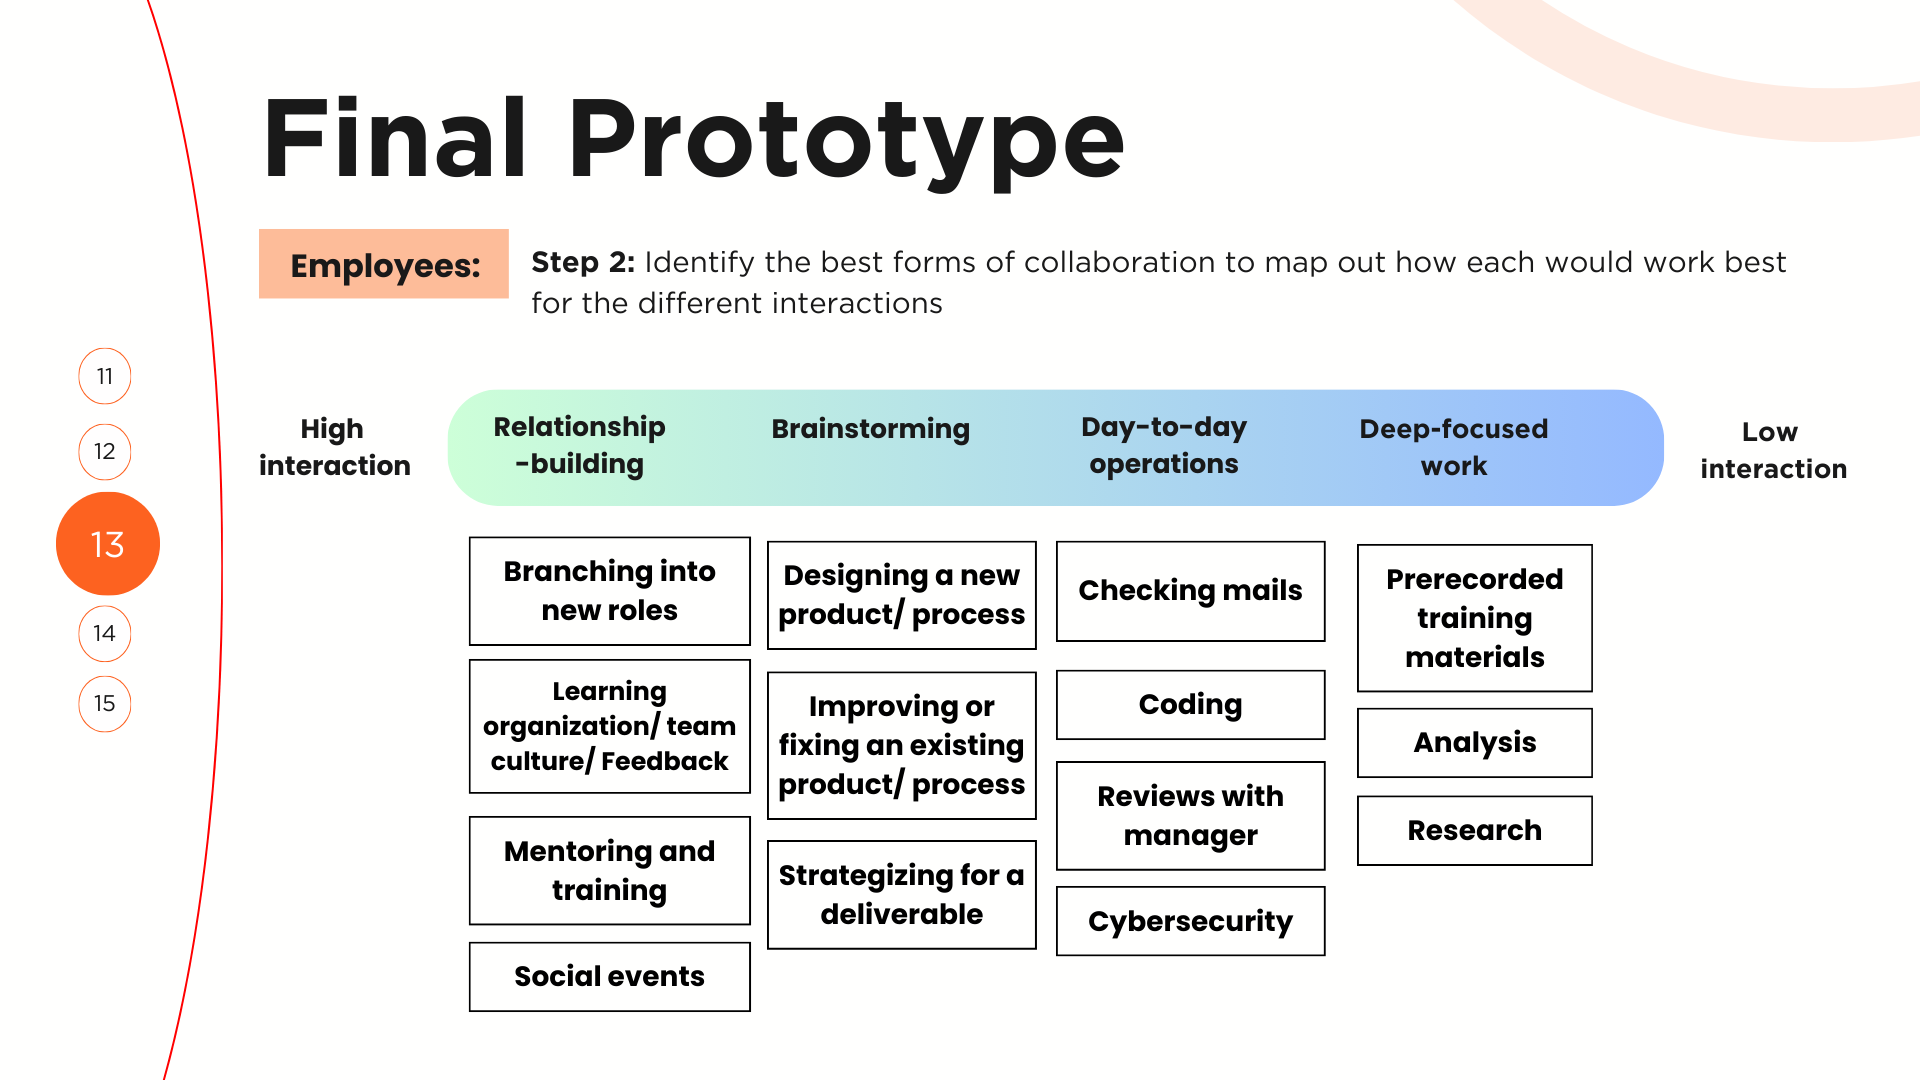 Final Prototype
Employees:
Step 2: Identify the best forms of collaboration to map out how each would work best
for the different interactions
11
12
13
14
15
High
interaction
Relationship
-building
Brainstorming
Day-to-day
operations
Deep-focused
work
Low
interaction
Branching into
new roles
Learning
organization/ team
culture/ Feedback
Mentoring and
training
Social events
Designing a new
product/ process
Improving or
fixing an existing
product/ process
Strategizing for a
deliverable
Checking mails
Coding
Reviews with
manager
Cybersecurity
Prerecorded
training
materials
Analysis
Research